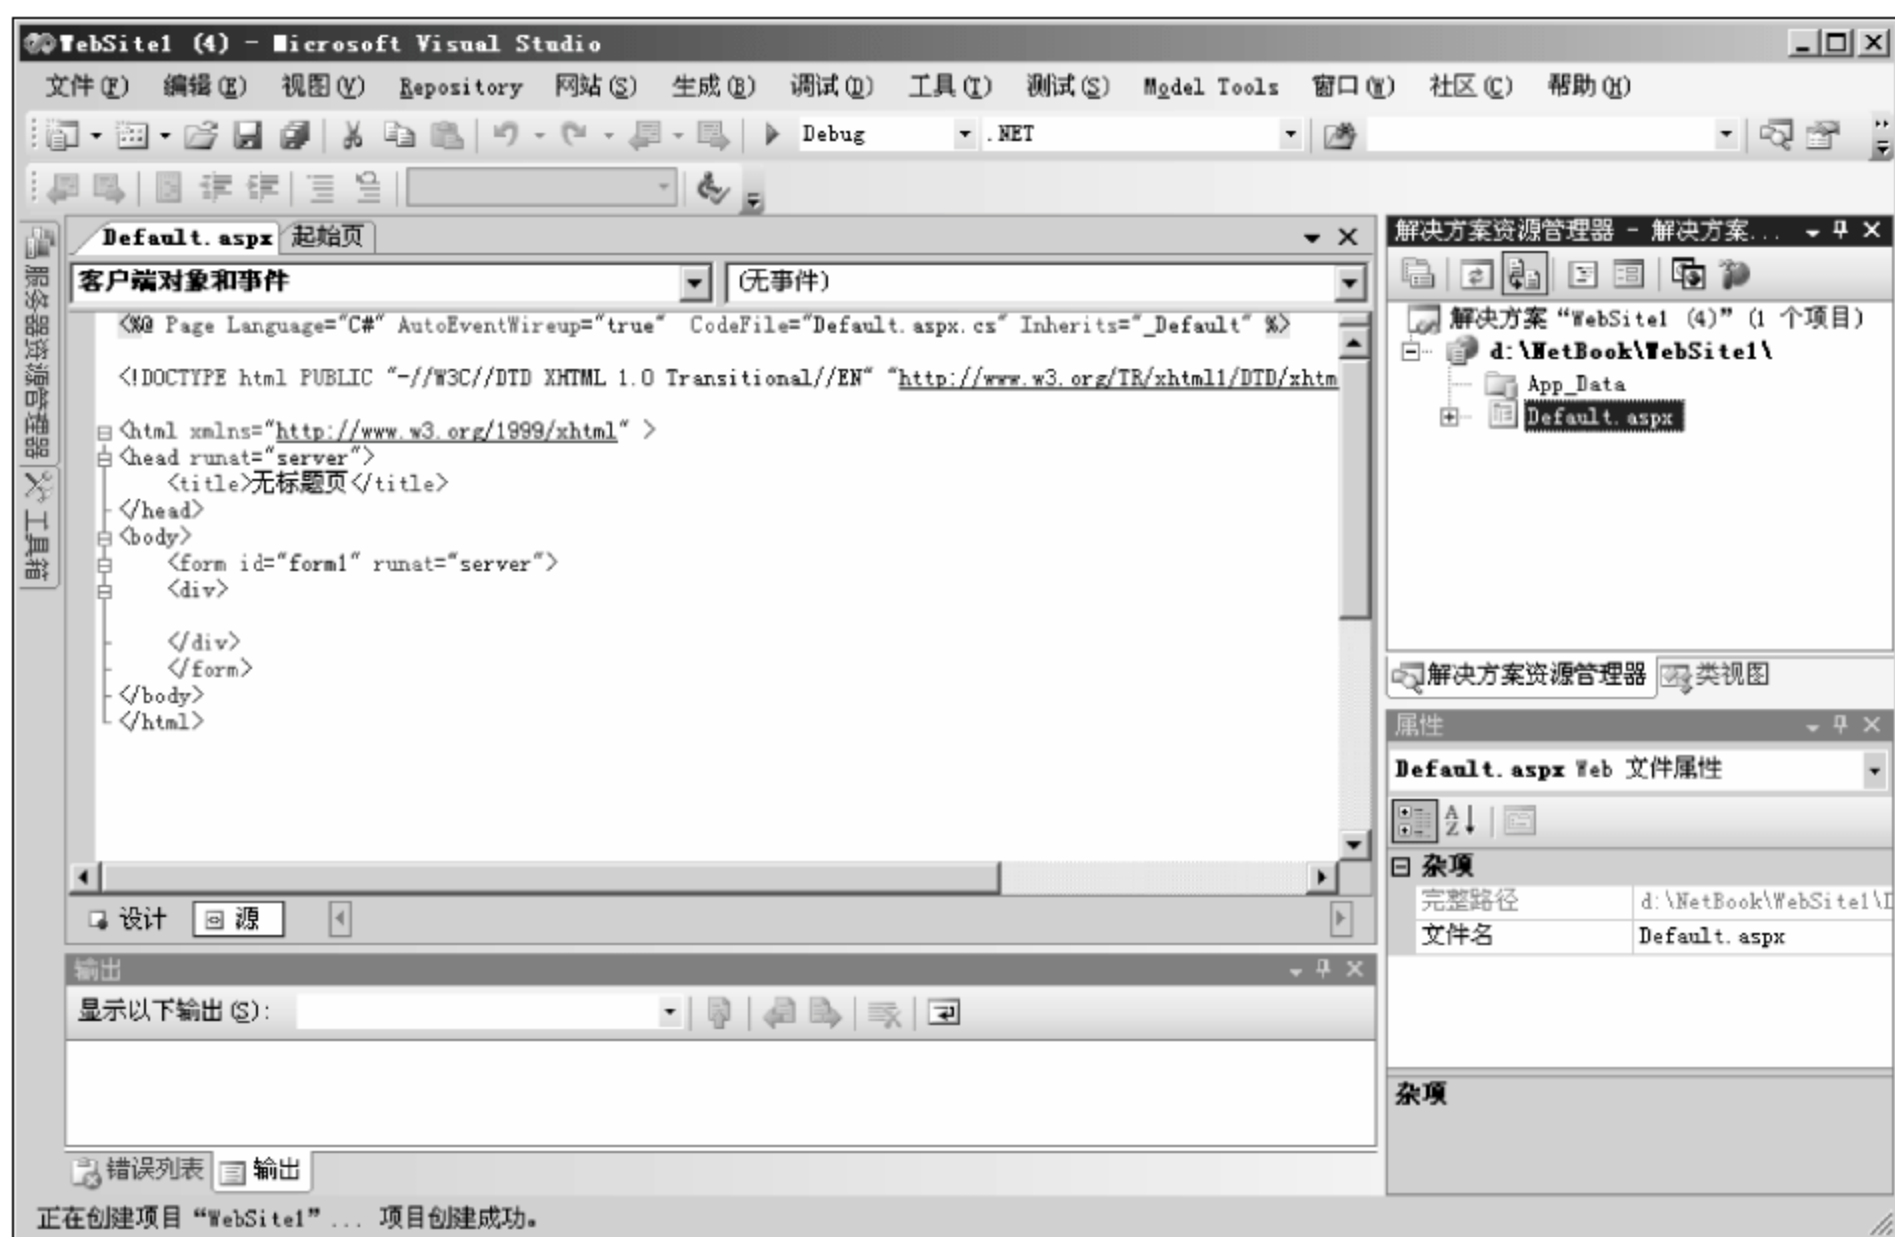 WebSite1 (4) - Microsoft Visual Studio
文件(F) 编辑(E) 视图(V) Repository 网站(S) 生成(B) 调试(D) 工具(T) 测试(S) Model Tools 窗口(W) 社区(C) 帮助(H)
Debug .NET
服务器资源管理器
工具箱
Default.aspx 起始页
客户端对象和事件 (无事件)
<%@ Page Language="C#" AutoEventWireup="true" CodeFile="Default.aspx.cs" Inherits="_Default" %>
<!DOCTYPE html PUBLIC "-//W3C//DTD XHTML 1.0 Transitional//EN" "http://www.w3.org/TR/xhtml1/DTD/xhtm
<html xmlns="http://www.w3.org/1999/xhtml" >
<head runat="server">
<title>无标题页</title>
</head>
<body>
<form id="form1" runat="server">
<div>
</div>
</form>
</body>
</html>
设计 源
输出
显示以下输出(S):
错误列表 输出
解决方案资源管理器 - 解决方案...
解决方案 “WebSite1 (4)” (1 个项目)
d:\NetBook\WebSite1\
App_Data
Default.aspx
解决方案资源管理器 类视图
属性
Default.aspx Web 文件属性
杂项
完整路径 d:\NetBook\WebSite1\D
文件名 Default.aspx
杂项
正在创建项目 “WebSite1”... 项目创建成功。